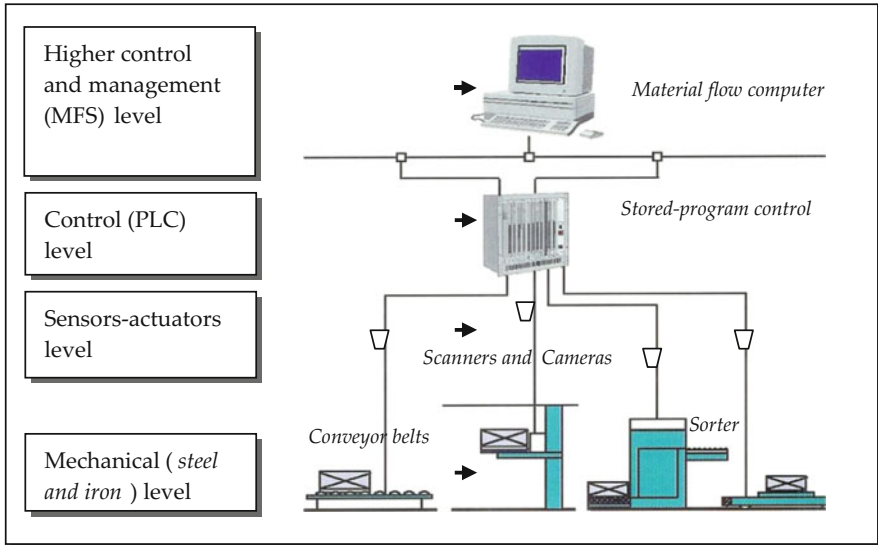 Higher control
and management
(MFS) level
Material flow computer
Control (PLC)
level
Stored-program control
Sensors-actuators
level
Scanners and Cameras
Conveyor belts
Sorter
Mechanical ( steel
and iron ) level